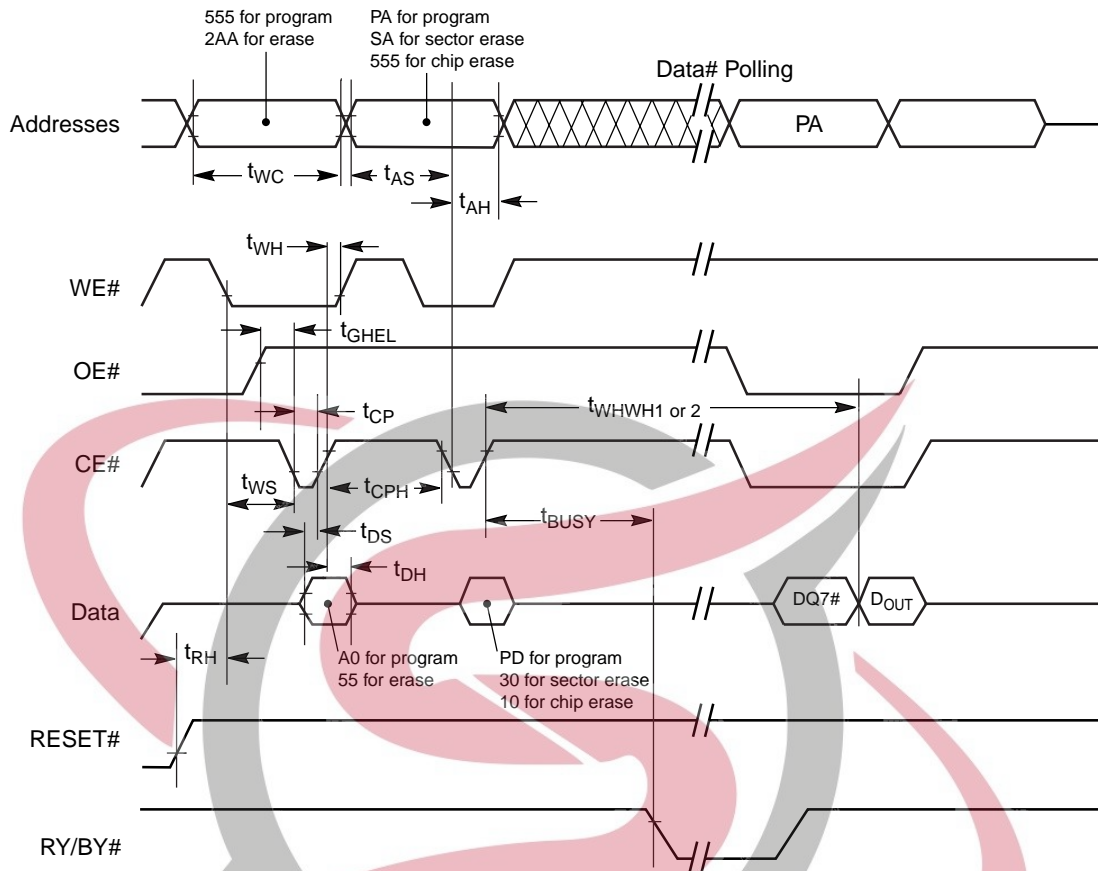 555 for program
2AA for erase
PA for program
SA for sector erase
555 for chip erase
Data# Polling
Addresses
PA
tWC
tAS
tAH
tWH
WE#
tGHEL
OE#
tWHWH1 or 2
tCP
CE#
tWS
tCPH
tBUSY
tDS
tDH
Data
DQ7#
DOUT
tRH
A0 for program
55 for erase
PD for program
30 for sector erase
10 for chip erase
RESET#
RY/BY#